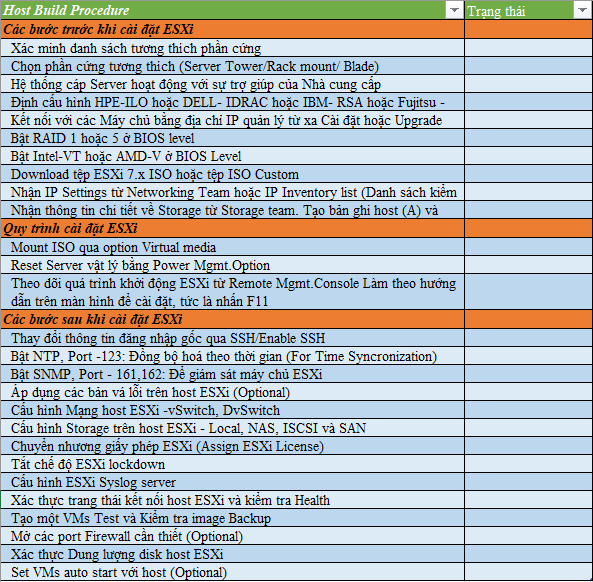 Host Build Procedure Trạng thái
Các bước trước khi cài đặt ESXi
Xác minh danh sách tương thích phần cứng
Chọn phần cứng tương thích (Server Tower/Rack mount/ Blade)
Hệ thống cáp Server hoạt động với sự trợ giúp của Nhà cung cấp
Định cấu hình HPE-ILO hoặc DELL- IDRAC hoặc IBM- RSA hoặc Fujitsu -
Kết nối với các Máy chủ bằng địa chỉ IP quản lý từ xa Cài đặt hoặc Upgrade
Bật RAID 1 hoặc 5 ở BIOS level
Bật Intel-VT hoặc AMD-V ở BIOS Level
Download tệp ESXi 7.x ISO hoặc tệp ISO Custom
Nhận IP Settings từ Networking Team hoặc IP Inventory list (Danh sách kiểm
Nhận thông tin chi tiết về Storage từ Storage team. Tạo bản ghi host (A) và
Quy trình cài đặt ESXi
Mount ISO qua option Virtual media
Reset Server vật lý bằng Power Mgmt.Option
Theo dõi quá trình khởi động ESXi từ Remote Mgmt.Console Làm theo hướng
dẫn trên màn hình để cài đặt, tức là nhấn F11
Các bước sau khi cài đặt ESXi
Thay đổi thông tin đăng nhập gốc qua SSH/Enable SSH
Bật NTP, Port -123: Đồng bộ hoá theo thời gian (For Time Syncronization)
Bật SNMP, Port - 161,162: Để giám sát máy chủ ESXi
Áp dụng các bản vá lỗi trên host ESXi (Optional)
Cấu hình Mạng host ESXi -vSwitch, DvSwitch
Cấu hình Storage trên host ESXi - Local, NAS, ISCSI và SAN
Chuyển nhương giấy phép ESXi (Assign ESXi License)
Tắt chế độ ESXi lockdown
Cấu hình ESXi Syslog server
Xác thực trang thái kết nối host ESXi và kiểm tra Health
Tạo một VMs Test và Kiểm tra image Backup
Mở các port Firewall cần thiết (Optional)
Xác thực Dung lượng disk host ESXi
Set VMs auto start với host (Optional)